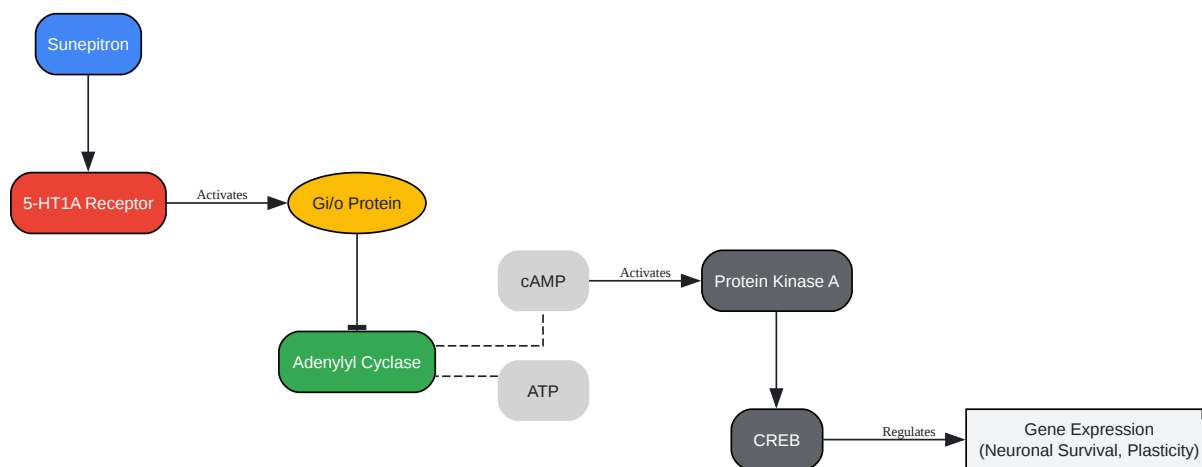 Sunepitron
5-HT1A Receptor
Activates
Gi/o Protein
cAMP
Activates
Protein Kinase A
Adenylyl Cyclase
ATP
CREB
Regulates
Gene Expression
(Neuronal Survival, Plasticity)